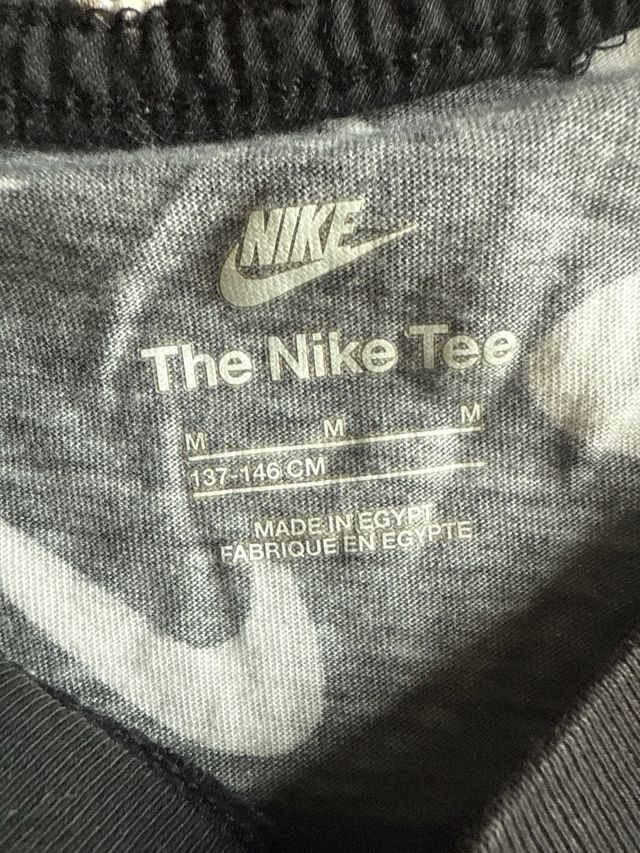 NIKE
The Nike Tee
M M M
137-146 CM
MADE IN EGYPT
FABRIQUE EN EGYPTE